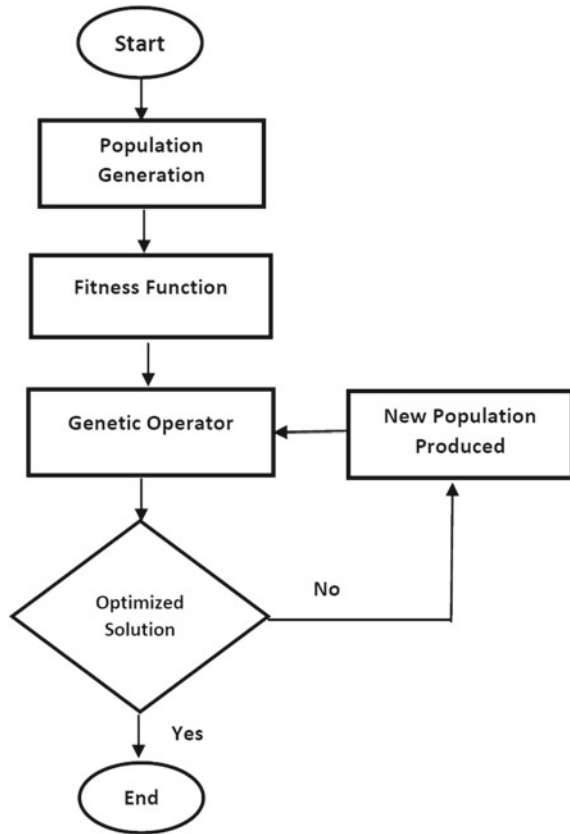 Start
Population
Generation
Fitness Function
Genetic Operator
New Population
Produced
Optimized
Solution
No
Yes
End